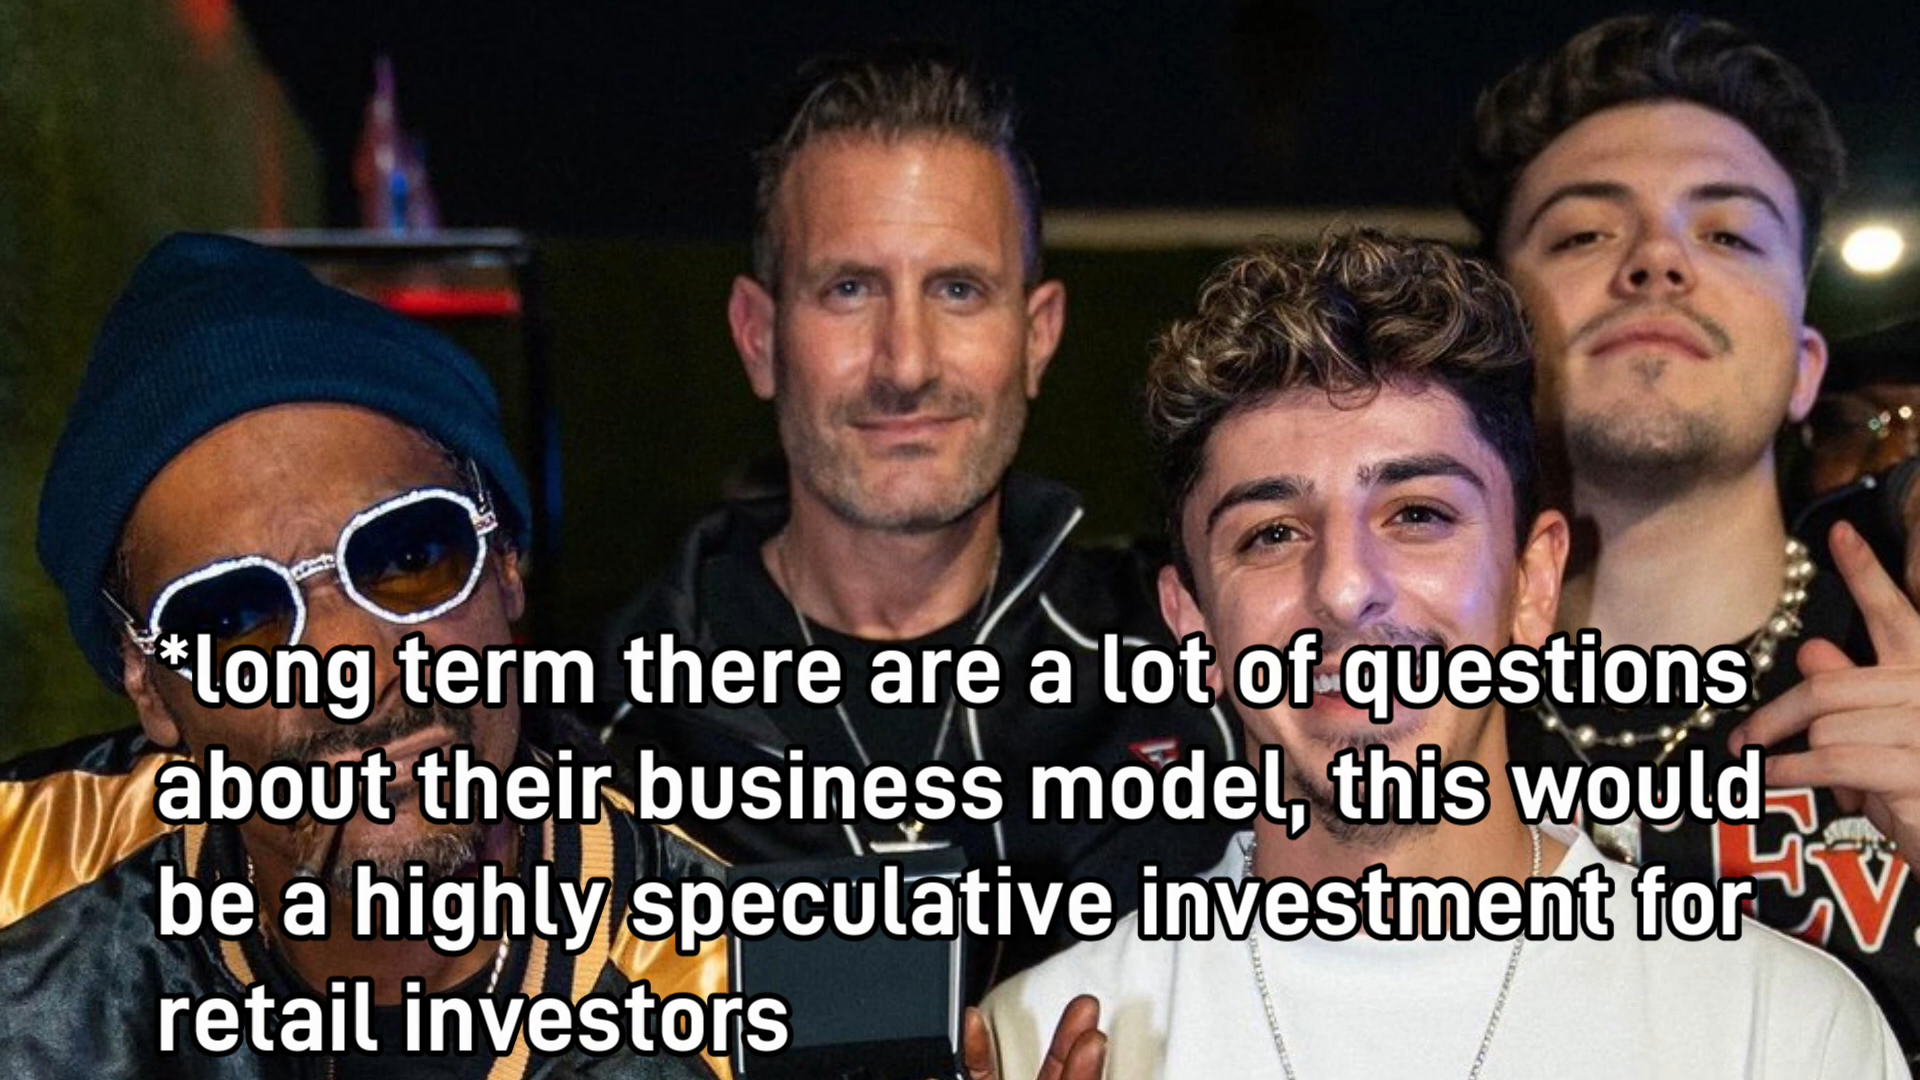 *long term there are a lot of questions
about their business model, this would
be a highly speculative investment for
retail investors
Ev